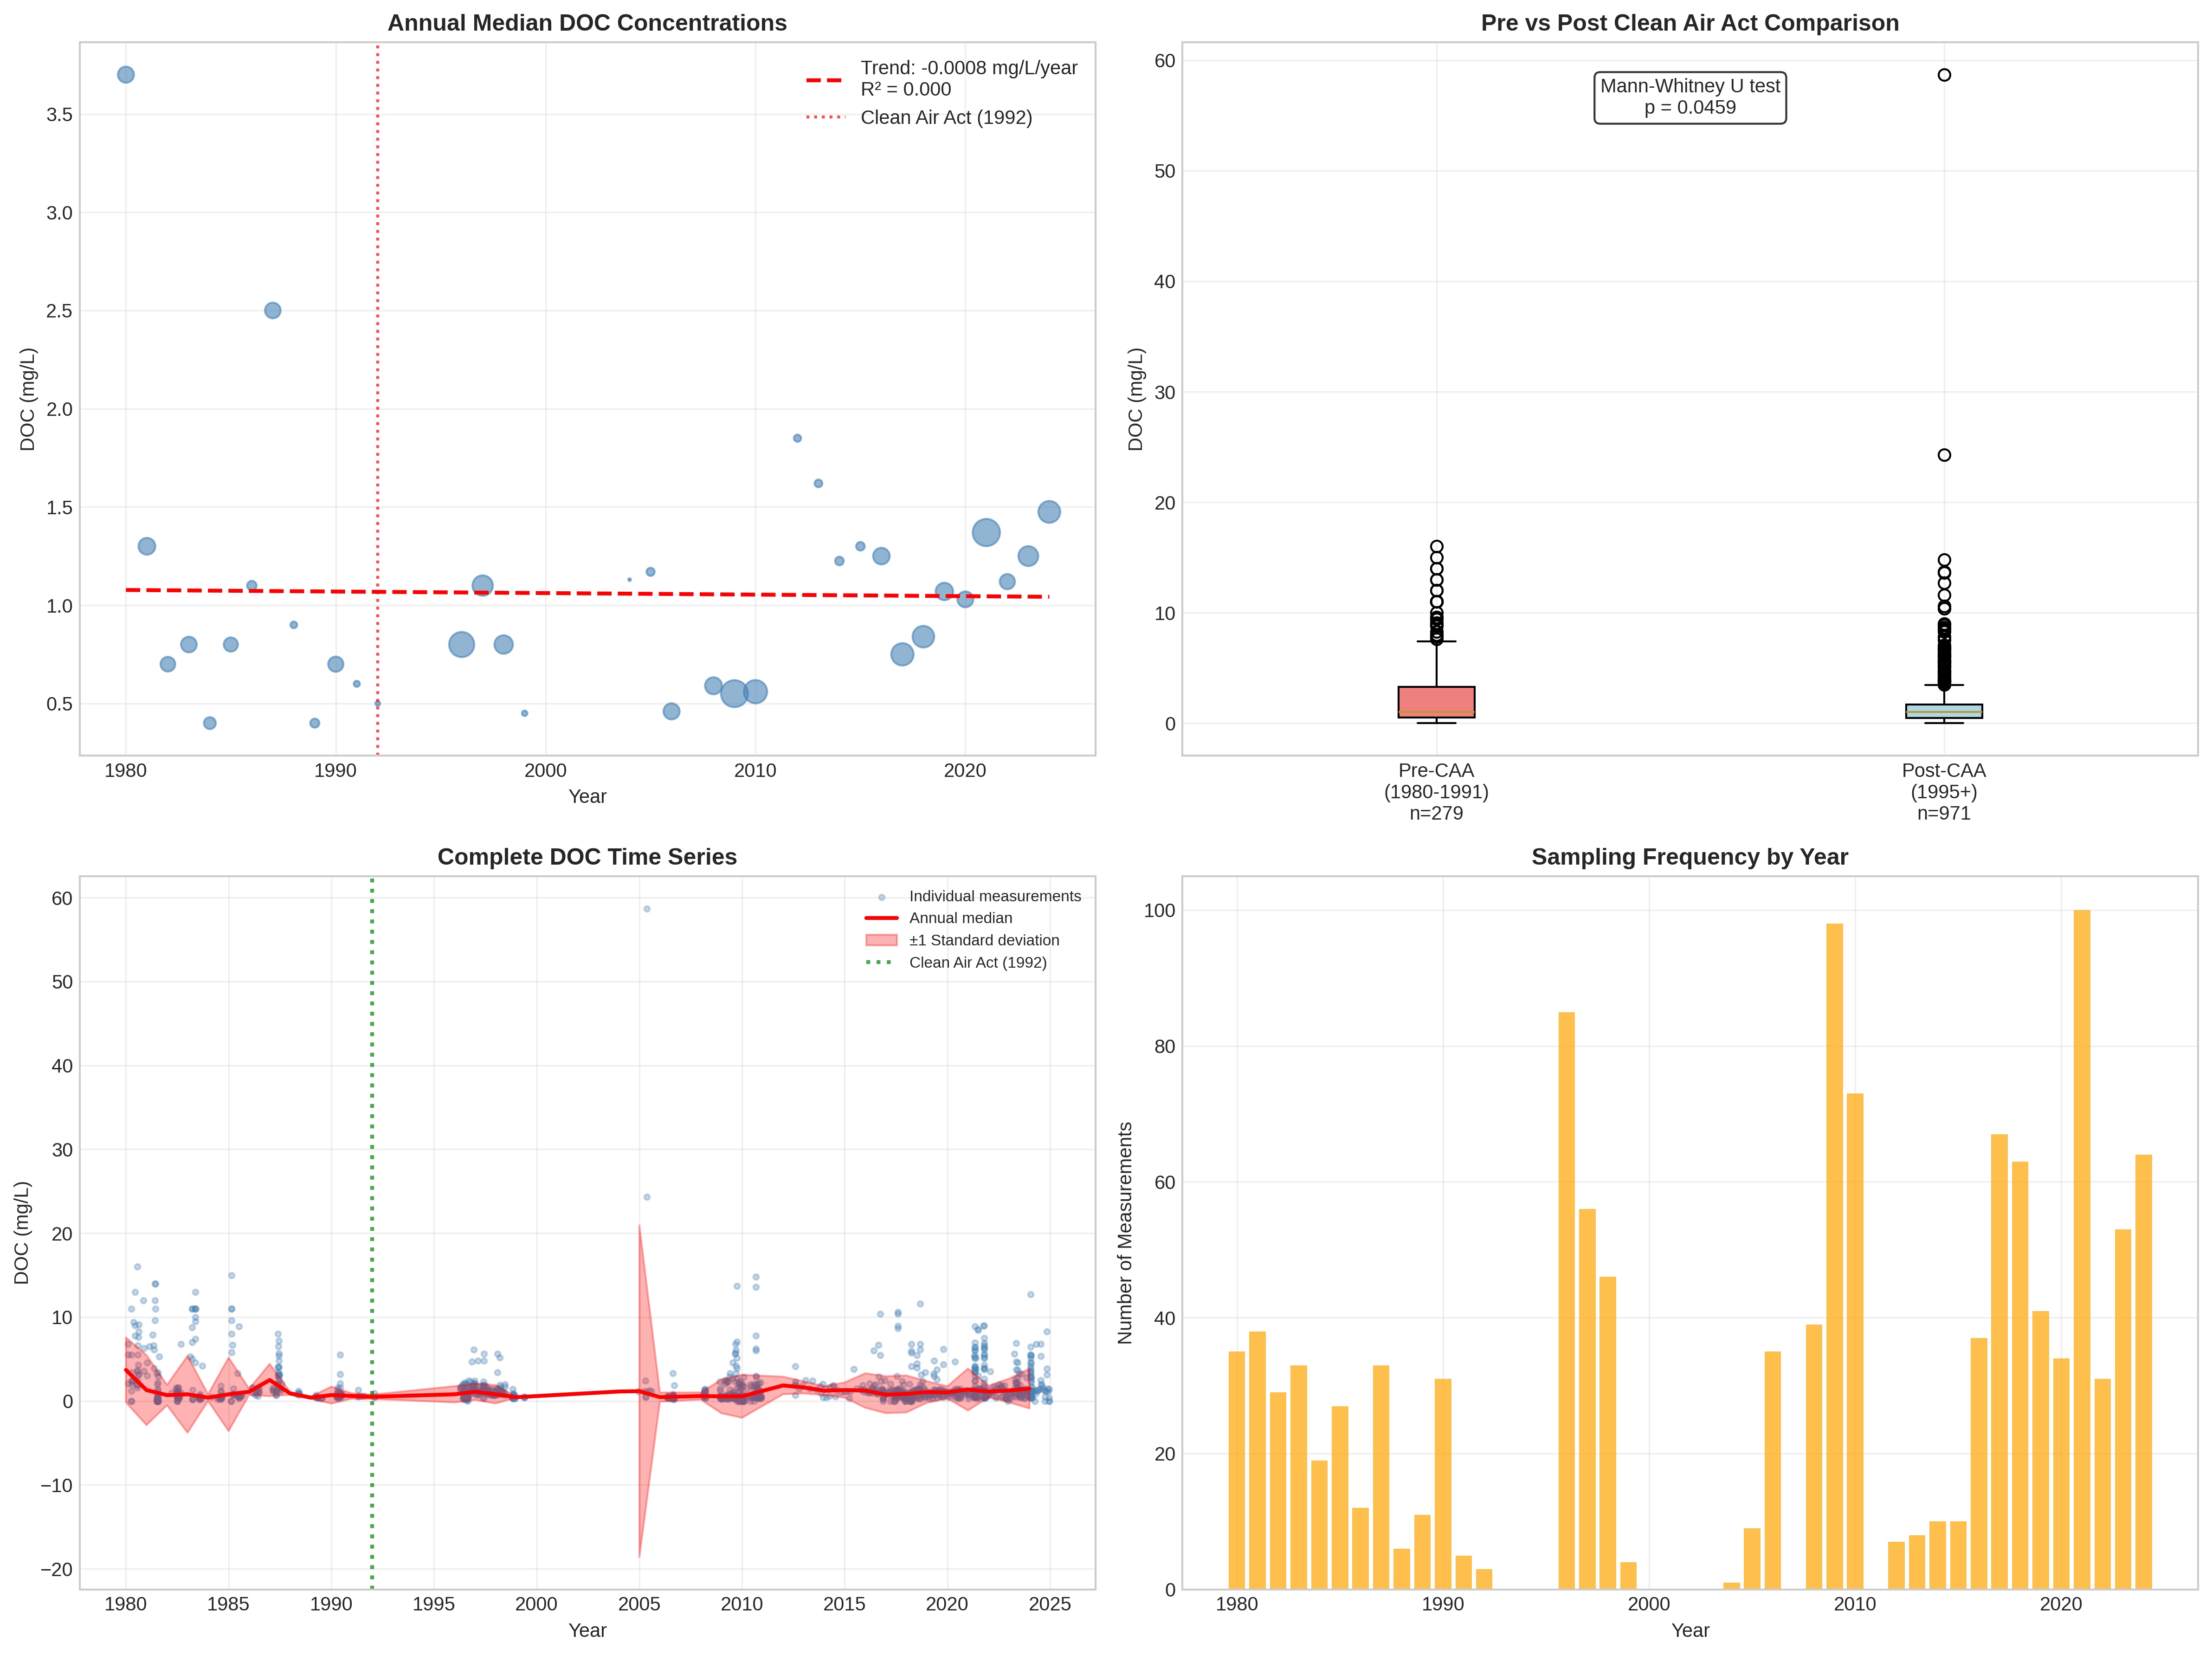 Annual Median DOC Concentrations
DOC (mg/L)
3.5
3.0
2.5
2.0
1.5
1.0
0.5
Trend: -0.0008 mg/L/year
R² = 0.000
Clean Air Act (1992)
1980
1990
2000
2010
2020
Year
Pre vs Post Clean Air Act Comparison
DOC (mg/L)
60
50
40
30
20
10
0
Mann-Whitney U test
p = 0.0459
Pre-CAA
(1980-1991)
n=279
Post-CAA
(1995+)
n=971
Complete DOC Time Series
DOC (mg/L)
60
50
40
30
20
10
0
−10
−20
Individual measurements
Annual median
±1 Standard deviation
Clean Air Act (1992)
1980
1985
1990
1995
2000
2005
2010
2015
2020
2025
Year
Sampling Frequency by Year
Number of Measurements
100
80
60
40
20
0
1980
1990
2000
2010
2020
Year